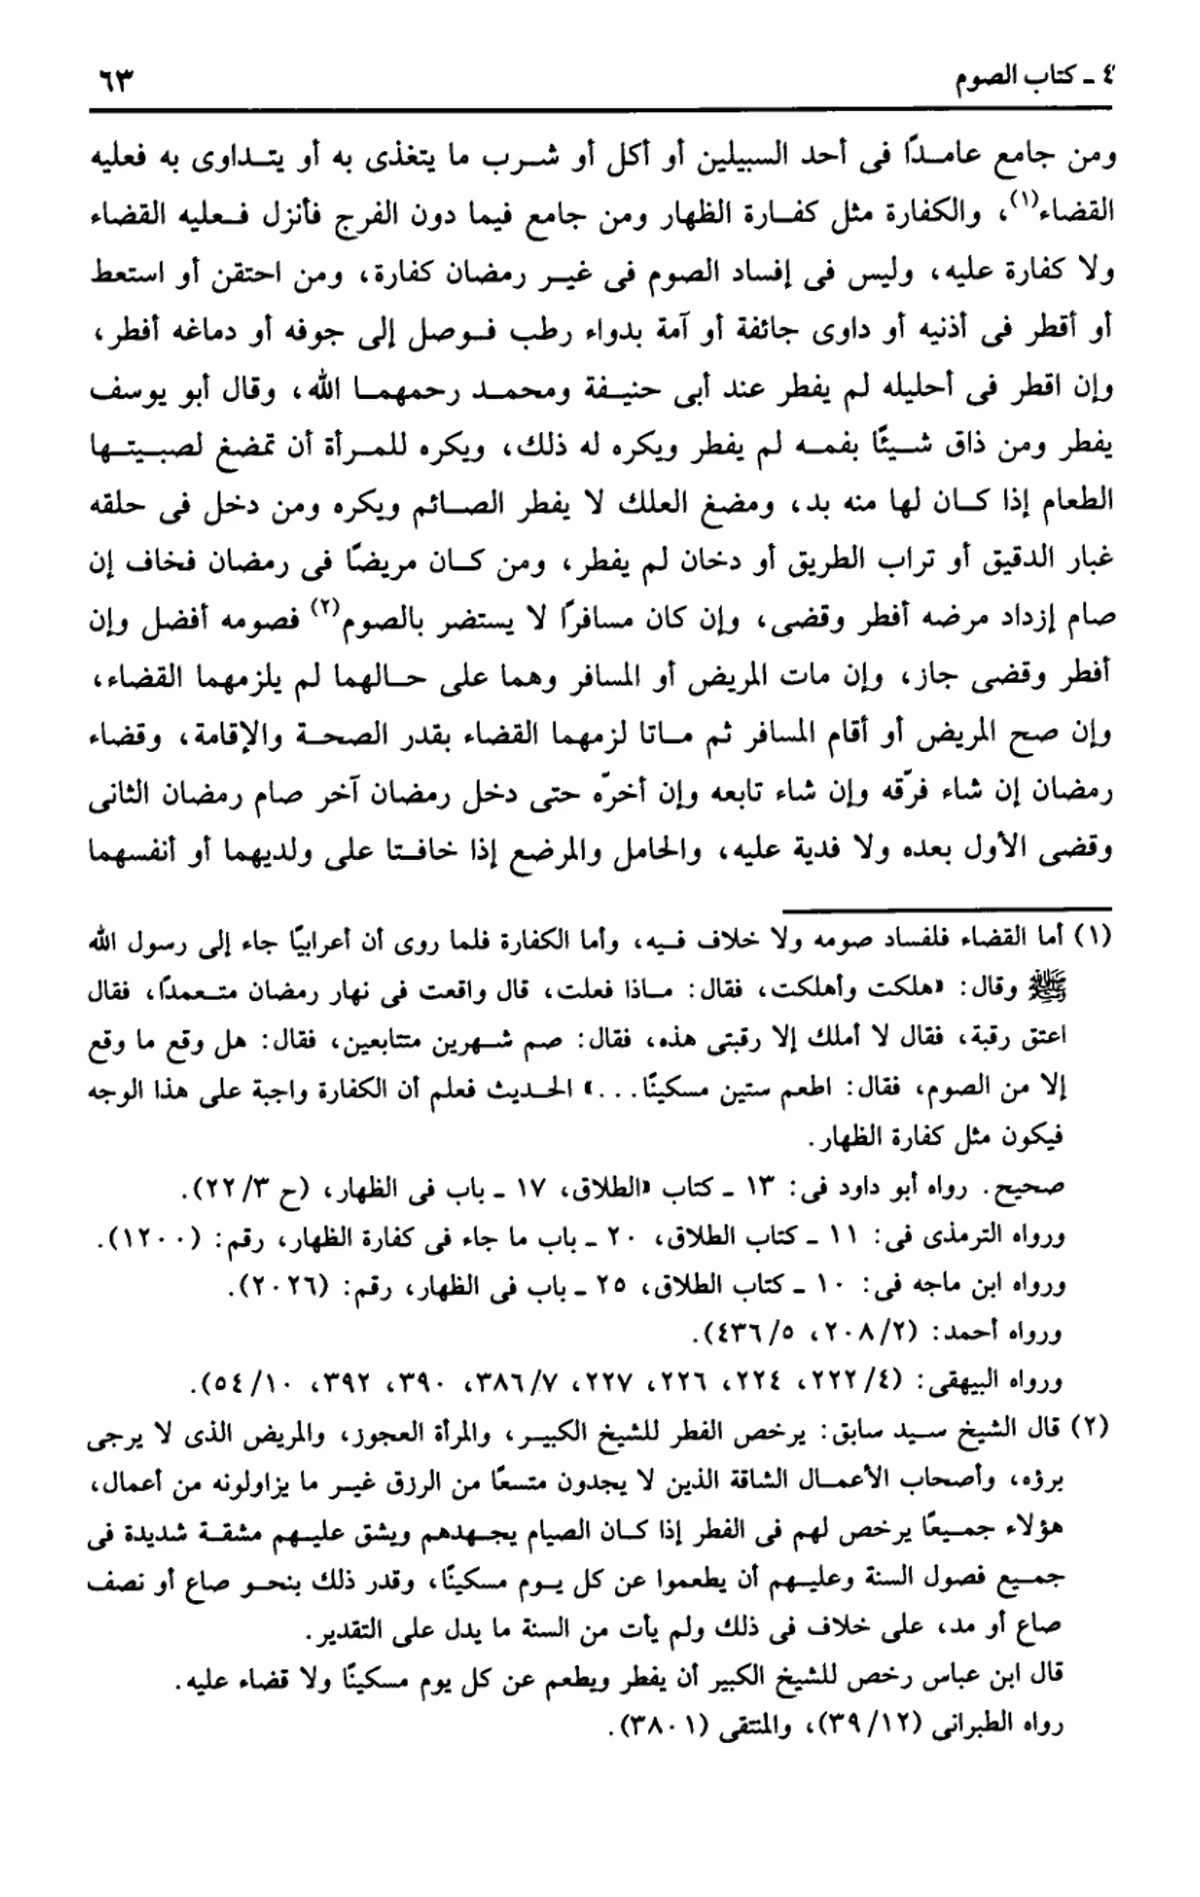 ٤ ـ كتاب الصوم ٦٣
ومن جامع عامدًا فى أحد السبيلين أو أكل أو شرب ما يتغذى به أو يتداوى به فعليه
القضاء(١)، والكفارة مثل كفارة الظهار ومن جامع فيما دون الفرج فأنزل فعليه القضاء
ولا كفارة عليه، وليس فى إفساد الصوم فى غير رمضان كفارة، ومن احتقن أو استعط
أو أقطر فى أذنيه أو داوى جائفة أو آمة بدواء رطب فوصل إلى جوفه أو دماغه أفطر،
وإن اقطر فى أحليله لم يفطر عند أبى حنيفة ومحمد رحمهما الله، وقال أبو يوسف
يفطر ومن ذاق شيئًا بفمه لم يفطر ويكره له ذلك، ويكره للمرأة أن تمضغ لصبيتها
الطعام إذا كان لها منه بد، ومضغ العلك لا يفطر الصائم ويكره ومن دخل فى حلقه
غبار الدقيق أو تراب الطريق أو دخان لم يفطر، ومن كان مريضًا فى رمضان فخاف إن
صام إزداد مرضه أفطر وقضى، وإن كان مسافرًا لا يستضر بالصوم(٢) فصومه أفضل وإن
أفطر وقضى جاز، وإن مات المريض أو المسافر وهما على حالهما لم يلزمهما القضاء،
وإن صح المريض أو أقام المسافر ثم ماتا لزمهما القضاء بقدر الصحة والإقامة، وقضاء
رمضان إن شاء فرّقه وإن شاء تابعه وإن أخرّه حتى دخل رمضان آخر صام رمضان الثانى
وقضى الأول بعده ولا فدية عليه، والحامل والمرضع إذا خافتا على ولديهما أو أنفسهما
(١) أما القضاء فلفساد صومه ولا خلاف فيه، وأما الكفارة فلما روى أن أعرابيًا جاء إلى رسول الله
ﷺ وقال: «هلكت وأهلكت، فقال: ماذا فعلت، قال واقعت فى نهار رمضان متعمدًا، فقال
اعتق رقبة، فقال لا أملك إلا رقبتى هذه، فقال: صم شهرين متتابعين، فقال: هل وقع ما وقع
إلا من الصوم، فقال: اطعم ستين مسكينًا...» الحديث فعلم أن الكفارة واجبة على هذا الوجه
فيكون مثل كفارة الظهار.
صحيح. رواه أبو داود فى: ١٣ ـ كتاب «الطلاق، ١٧ ـ باب فى الظهار، (ح ٢٢/٣).
ورواه الترمذى فى: ١١ ـ كتاب الطلاق، ٢٠ ـ باب ما جاء فى كفارة الظهار، رقم: (١٢٠٠).
ورواه ابن ماجه فى: ١٠ ـ كتاب الطلاق، ٢٥ ـ باب فى الظهار، رقم: (٢٠٢٦).
ورواه أحمد: (٢٠٨/٢، ٤٣٦/٥).
ورواه البيهقى: (٢٢٢/٤، ٢٢٤، ٢٢٦، ٢٢٧، ٣٨٦/٧، ٣٩٠، ٣٩٢، ٥٤/١٠).
(٢) قال الشيخ سيد سابق: يرخص الفطر للشيخ الكبير، والمرأة العجوز، والمريض الذى لا يرجى
برؤه، وأصحاب الأعمال الشاقة الذين لا يجدون متسعًا من الرزق غير ما يزاولونه من أعمال،
هؤلاء جميعًا يرخص لهم فى الفطر إذا كان الصيام يجهدهم ويشق عليهم مشقة شديدة فى
جميع فصول السنة وعليهم أن يطعموا عن كل يوم مسكينًا، وقدر ذلك بنحو صاع أو نصف
صاع أو مد، على خلاف فى ذلك ولم يأت من السنة ما يدل على التقدير.
قال ابن عباس رخص للشيخ الكبير أن يفطر ويطعم عن كل يوم مسكينًا ولا قضاء عليه.
رواه الطبرانى (٣٩/١٢)، والمنتقى (٣٨٠١).